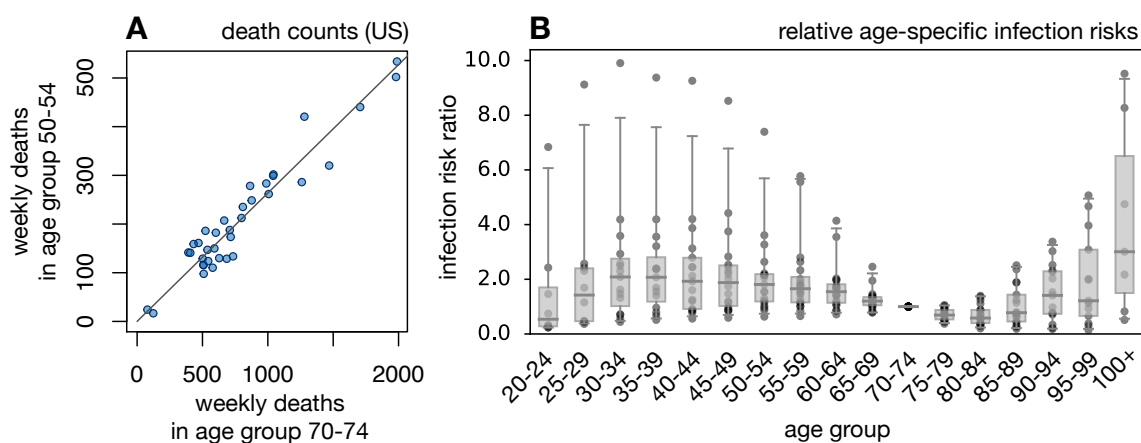 A death counts (US)
weekly deaths
in age group 50-54
500
300
100
0
0 500 1000 2000
weekly deaths
in age group 70-74
B relative age-specific infection risks
infection risk ratio
10.0
8.0
6.0
4.0
2.0
0.0
20-24 25-29 30-34 35-39 40-44 45-49 50-54 55-59 60-64 65-69 70-74 75-79 80-84 85-89 90-94 95-99 100+
age group